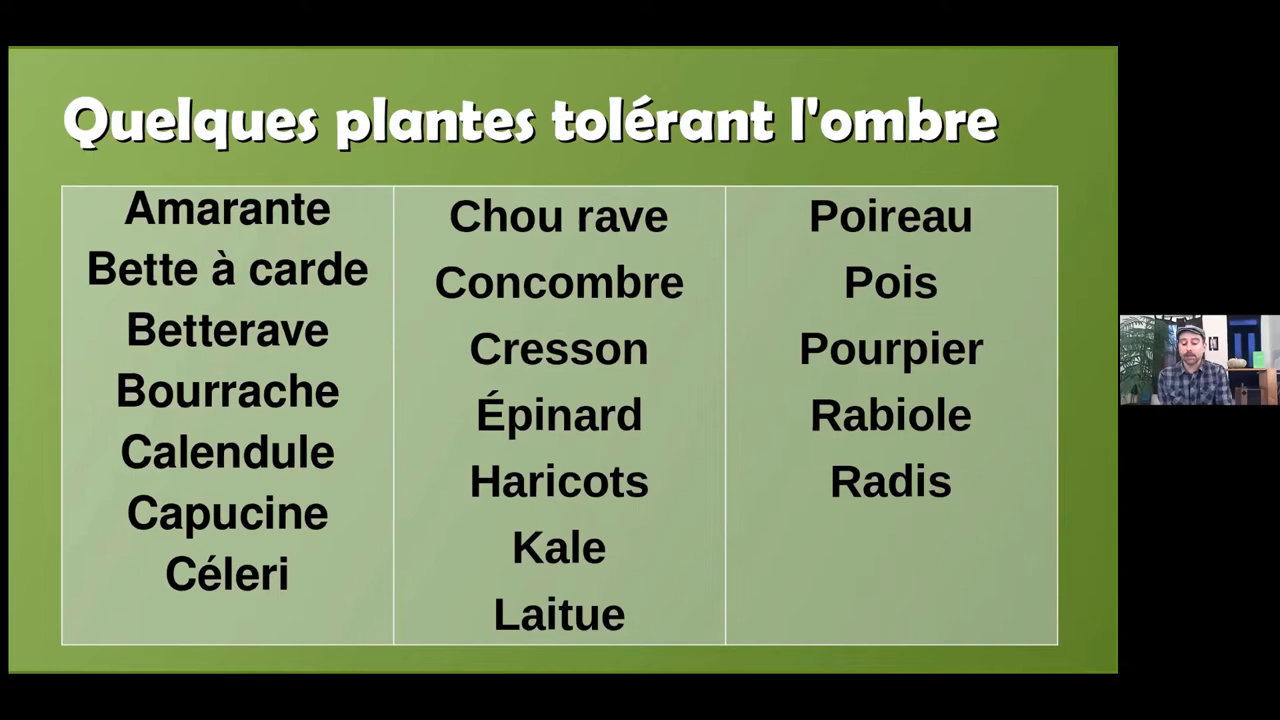 Quelques plantes tolérant l'ombre
Amarante
Bette à carde
Betterave
Bourrache
Calendule
Capucine
Céleri
Chou rave
Concombre
Cresson
Épinard
Haricots
Kale
Laitue
Poireau
Pois
Pourpier
Rabiole
Radis